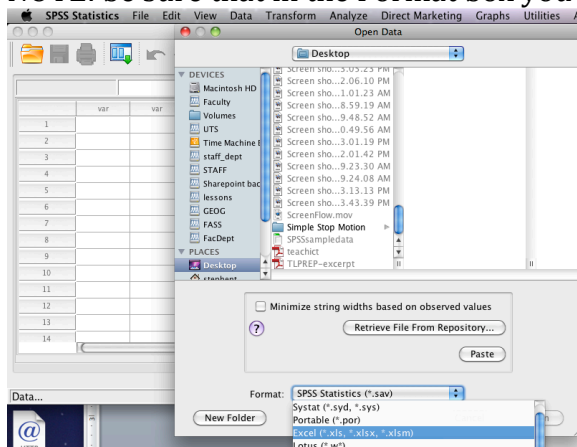 NOTE: be sure that in the Format box you
SPSS Statistics File Edit View Data Transform Analyze Direct Marketing Graphs Utilities
Open Data
Desktop
DEVICES
Macintosh HD
Faculty
Volumes
UTS
Time Machine
staff_dept
STAFF
Sharepoint bac
lessons
GEOG
FASS
FacDept
PLACES
Desktop
stephent
Screen sho...3.05.23 PM
Screen sho...2.06.10 PM
Screen sho...1.01.23 AM
Screen sho...8.59.19 AM
Screen sho...9.48.52 AM
Screen sho...0.49.56 AM
Screen sho...3.01.19 PM
Screen sho...2.01.42 PM
Screen sho...9.23.30 AM
Screen sho...9.24.08 AM
Screen sho...3.13.13 PM
Screen sho...3.43.39 PM
ScreenFlow.mov
Simple Stop Motion
SPSSsampledata
teachict
TLPREP-excerpt
var var
1
2
3
4
5
6
7
8
9
10
11
12
13
14
Minimize string widths based on observed values
?
Retrieve File From Repository...
Paste
Data...
Format: SPSS Statistics (*.sav)
Systat (*.syd, *.sys)
Portable (*.por)
Excel (*.xls, *.xlsx, *.xlsm)
Lotus (*.w*)
New Folder
@